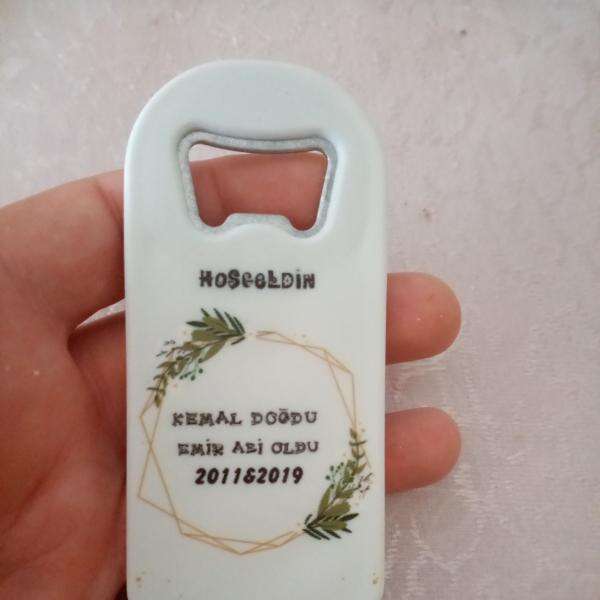 HOŞGELDİN
KEMAL DOĞDU
EMİR ABİ OLDU
2011&2019